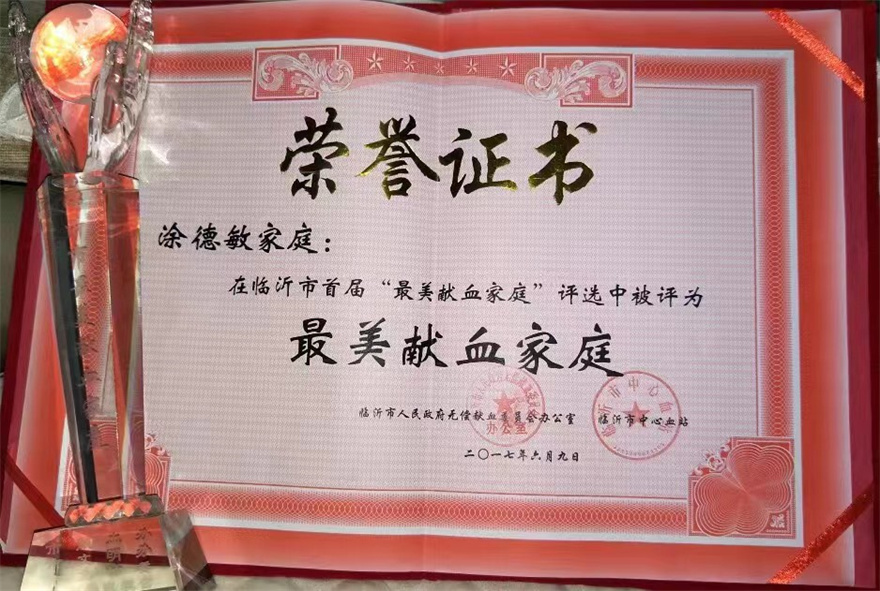 荣誉证书
涂德敏家庭：
在临沂市首届“最美献血家庭”评选中被评为
最美献血家庭
临沂市人民政府无偿献血委员会办公室 临沂市中心血站
二〇一七年六月九日
办公室